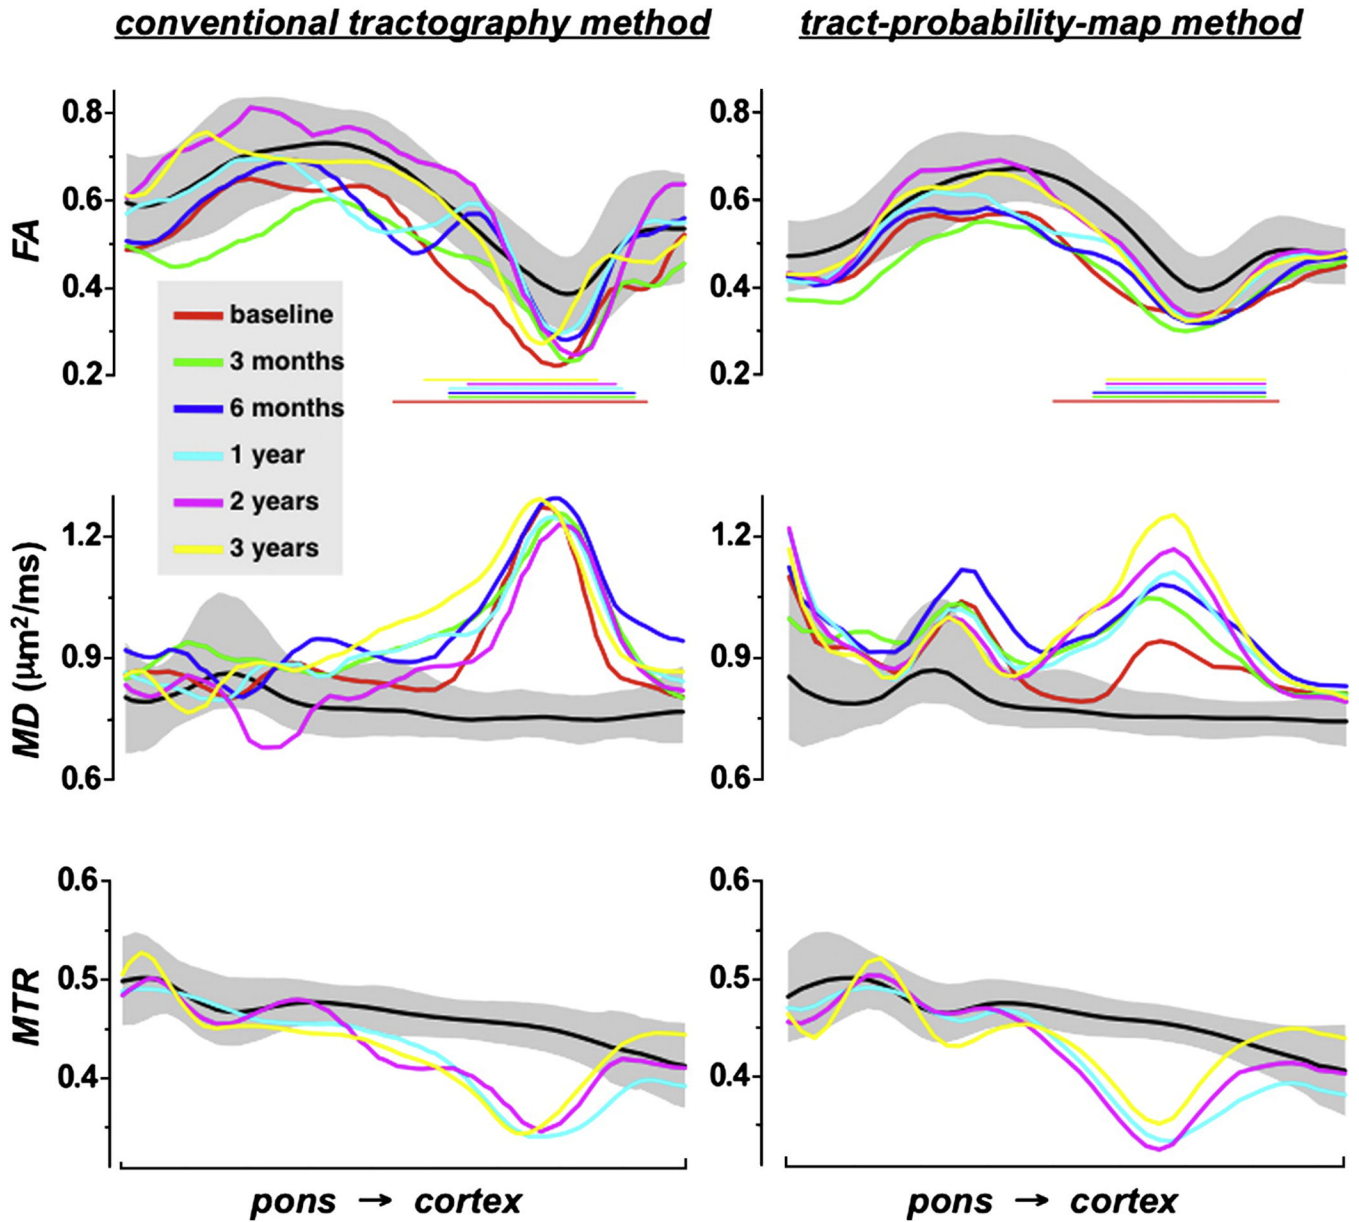 conventional tractography method
tract-probability-map method
FA
0.8
0.6
0.4
0.2
0.8
0.6
0.4
0.2
baseline
3 months
6 months
1 year
2 years
3 years
MD (μm²/ms)
1.2
0.9
0.6
1.2
0.9
0.6
MTR
0.6
0.5
0.4
0.6
0.5
0.4
pons → cortex
pons → cortex